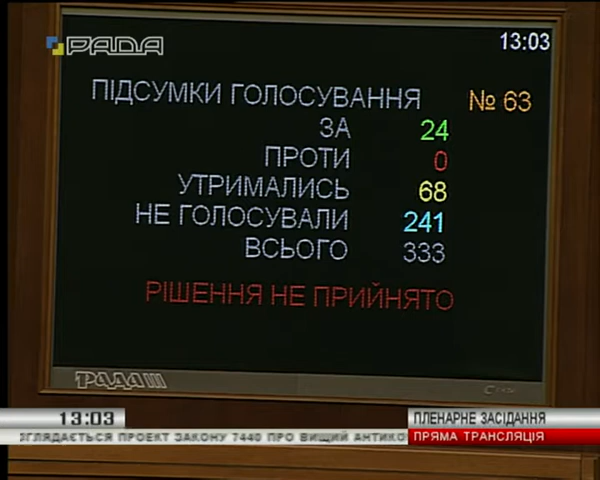 РАДА
13:03
ПІДСУМКИ ГОЛОСУВАННЯ № 63
ЗА 24
ПРОТИ 0
УТРИМАЛИСЬ 68
НЕ ГОЛОСУВАЛИ 241
ВСЬОГО 333
РІШЕННЯ НЕ ПРИЙНЯТО
РАДА
13:03
ПЛЕНАРНЕ ЗАСІДАННЯ
ОГЛЯДАЄТЬСЯ ПРОЕКТ ЗАКОНУ 7440 ПРО ВИЩИЙ АНТИКО
ПРЯМА ТРАНСЛЯЦІЯ